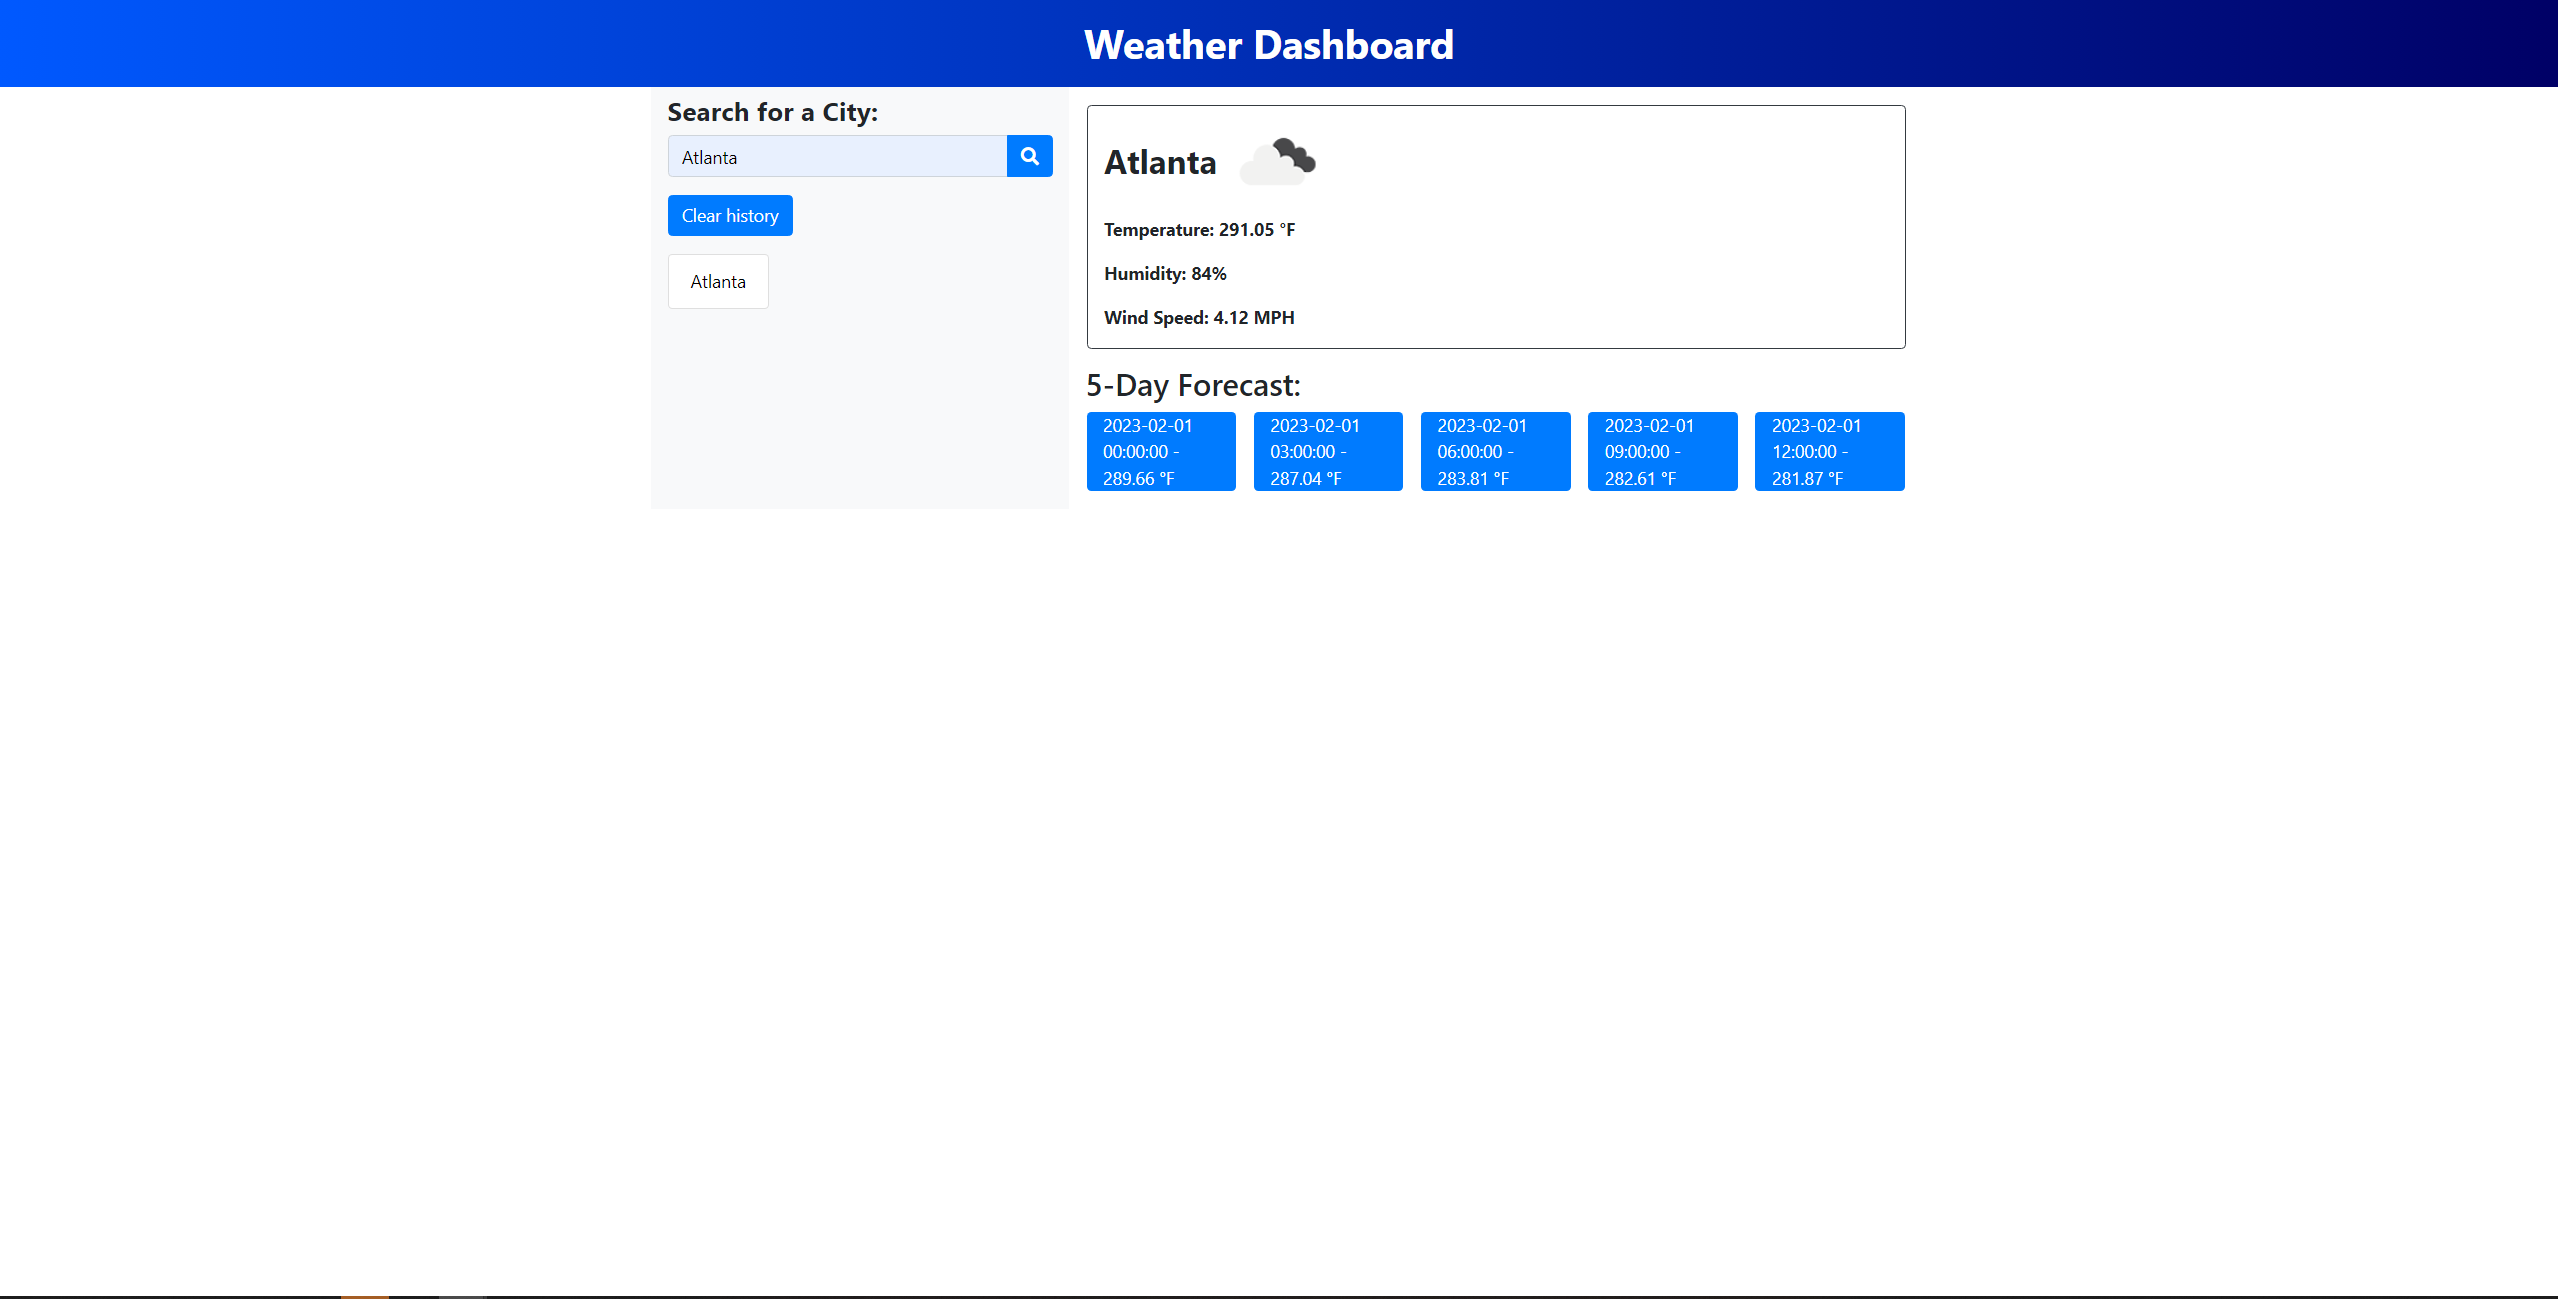 Weather Dashboard
Search for a City:
Atlanta
Clear history
Atlanta
Atlanta
Temperature: 291.05 °F
Humidity: 84%
Wind Speed: 4.12 MPH
5-Day Forecast:
2023-02-01
00:00:00 -
289.66 °F
2023-02-01
03:00:00 -
287.04 °F
2023-02-01
06:00:00 -
283.81 °F
2023-02-01
09:00:00 -
282.61 °F
2023-02-01
12:00:00 -
281.87 °F